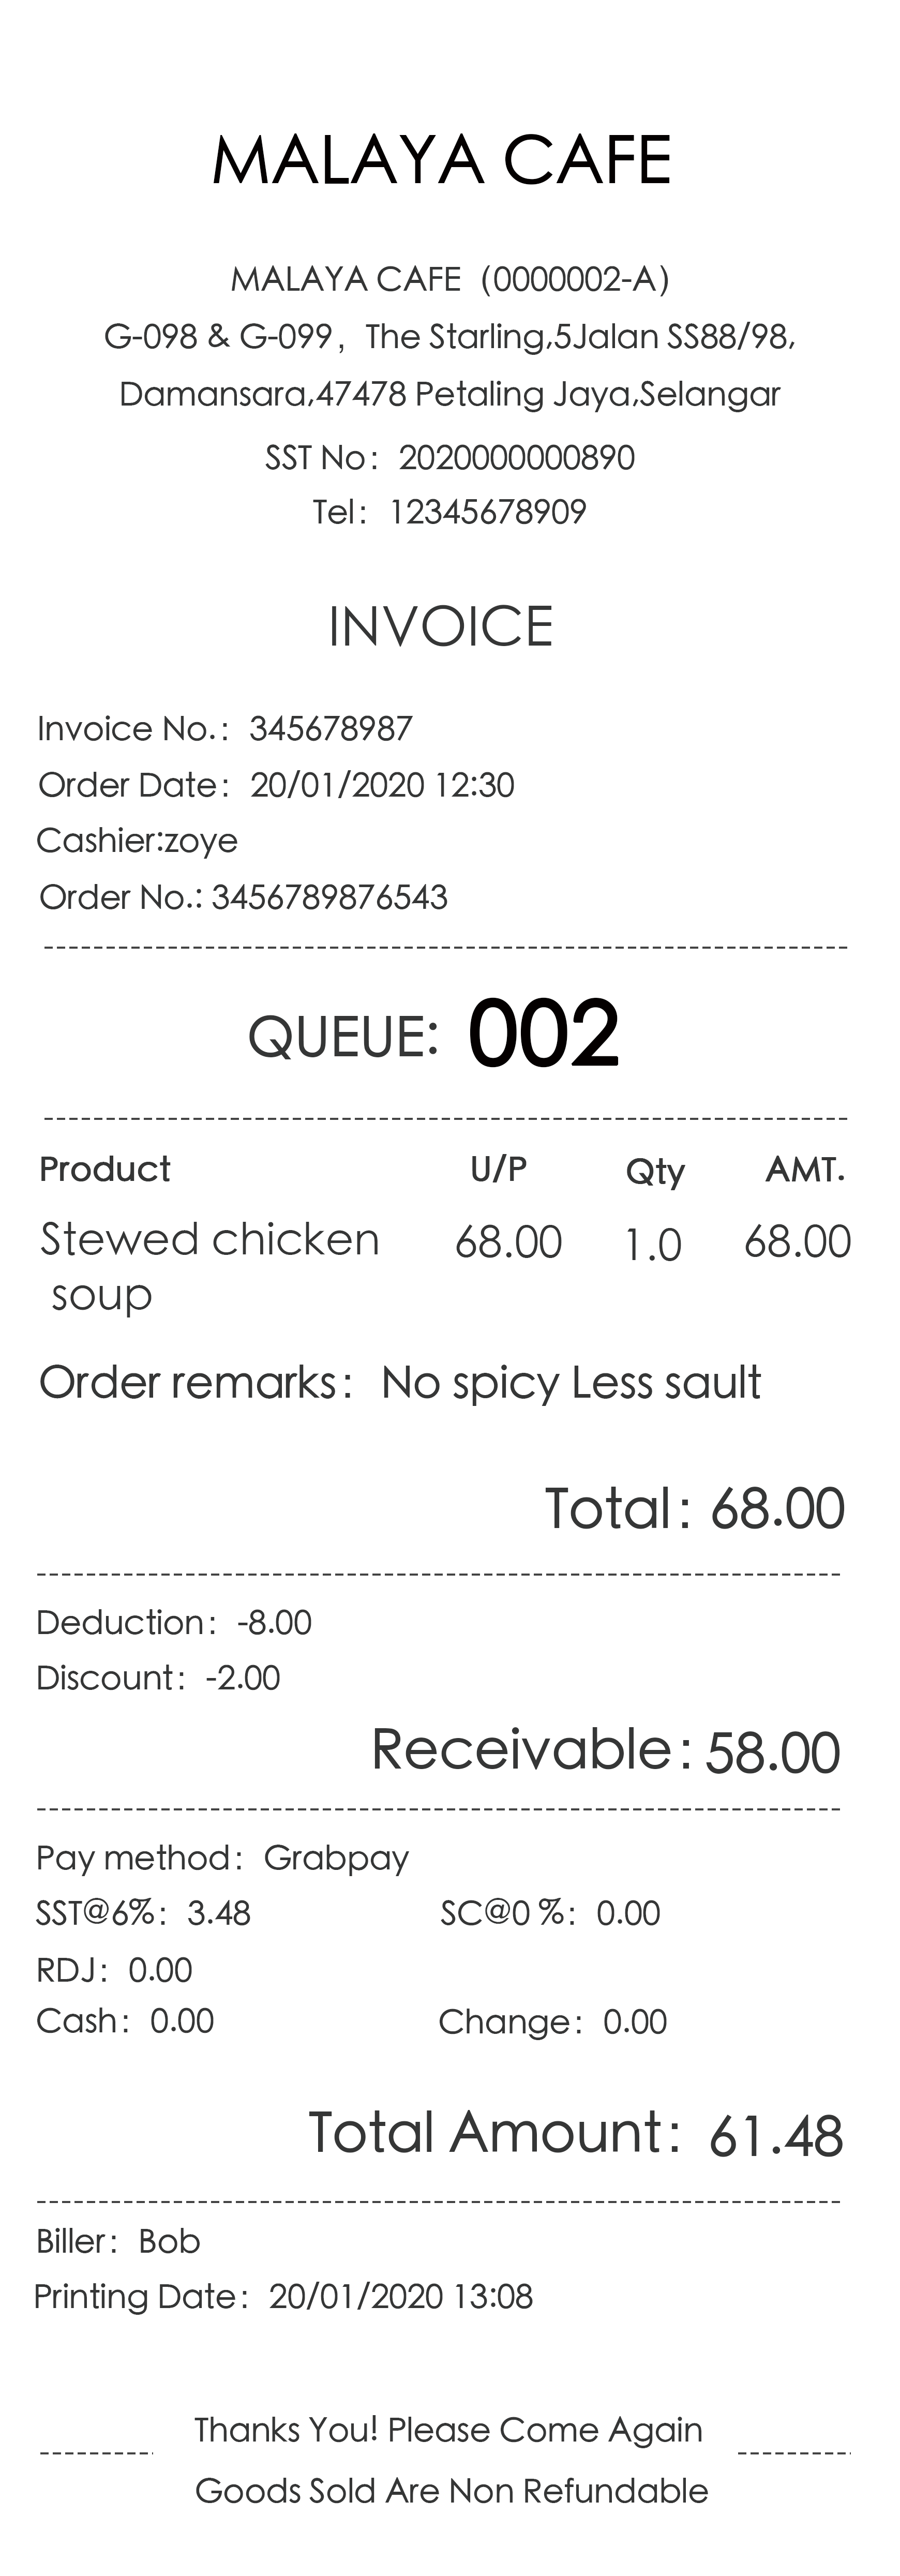 MALAYA CAFE
MALAYA CAFE（0000002-A）
G-098 & G-099，The Starling,5Jalan SS88/98,
Damansara,47478 Petaling Jaya,Selangar
SST No：2020000000890
Tel：12345678909
INVOICE
Invoice No.：345678987
Order Date：20/01/2020 12:30
Cashier:zoye
Order No.: 3456789876543
QUEUE: 002
Product U/P Qty AMT.
Stewed chicken 68.00 1.0 68.00
soup
Order remarks：No spicy Less sault
Total：68.00
Deduction：-8.00
Discount：-2.00
Receivable：58.00
Pay method：Grabpay
SST@6%：3.48 SC@0 %：0.00
RDJ：0.00
Cash：0.00 Change：0.00
Total Amount：61.48
Biller：Bob
Printing Date：20/01/2020 13:08
Thanks You! Please Come Again
Goods Sold Are Non Refundable